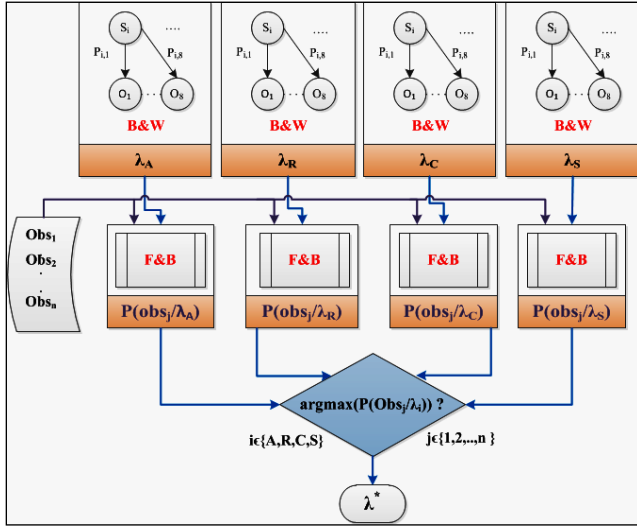 Si .... Si .... Si .... Si ....
Pi,1 Pi,8 Pi,1 Pi,8 Pi,1 Pi,8 Pi,1 Pi,8
O1 .... O8 O1 .... O8 O1 .... O8 O1 .... O8
B&W B&W B&W B&W
λA λR λC λS
Obs1
Obs2
.
.
Obsn
F&B F&B F&B F&B
P(obsj/λA) P(obsj/λR) P(obsj/λC) P(obsj/λS)
argmax(P(Obsj/λi)) ?
iϵ{A,R,C,S} jϵ{1,2,..,n }
λ*